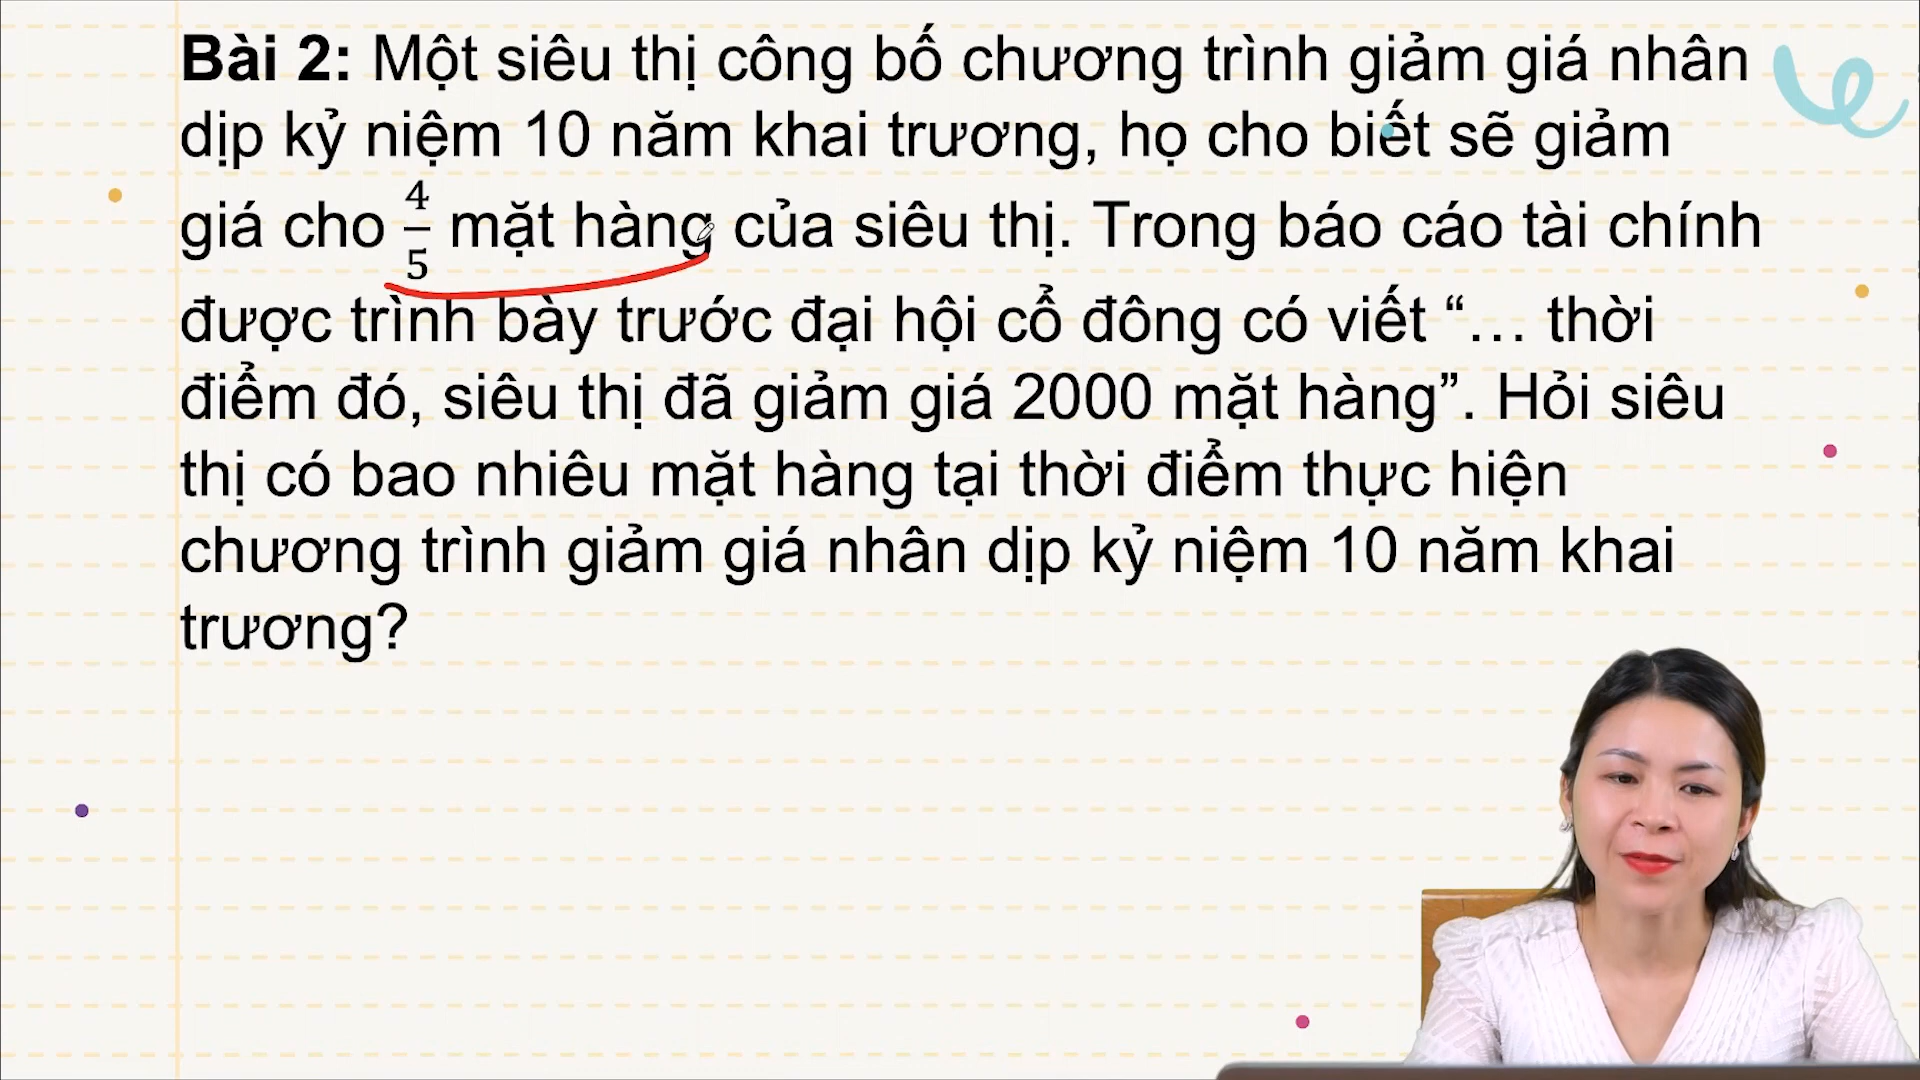 Bài 2: Một siêu thị công bố chương trình giảm giá nhân
dịp kỷ niệm 10 năm khai trương, họ cho biết sẽ giảm
giá cho 4/5 mặt hàng của siêu thị. Trong báo cáo tài chính
được trình bày trước đại hội cổ đông có viết “… thời
điểm đó, siêu thị đã giảm giá 2000 mặt hàng”. Hỏi siêu
thị có bao nhiêu mặt hàng tại thời điểm thực hiện
chương trình giảm giá nhân dịp kỷ niệm 10 năm khai
trương?